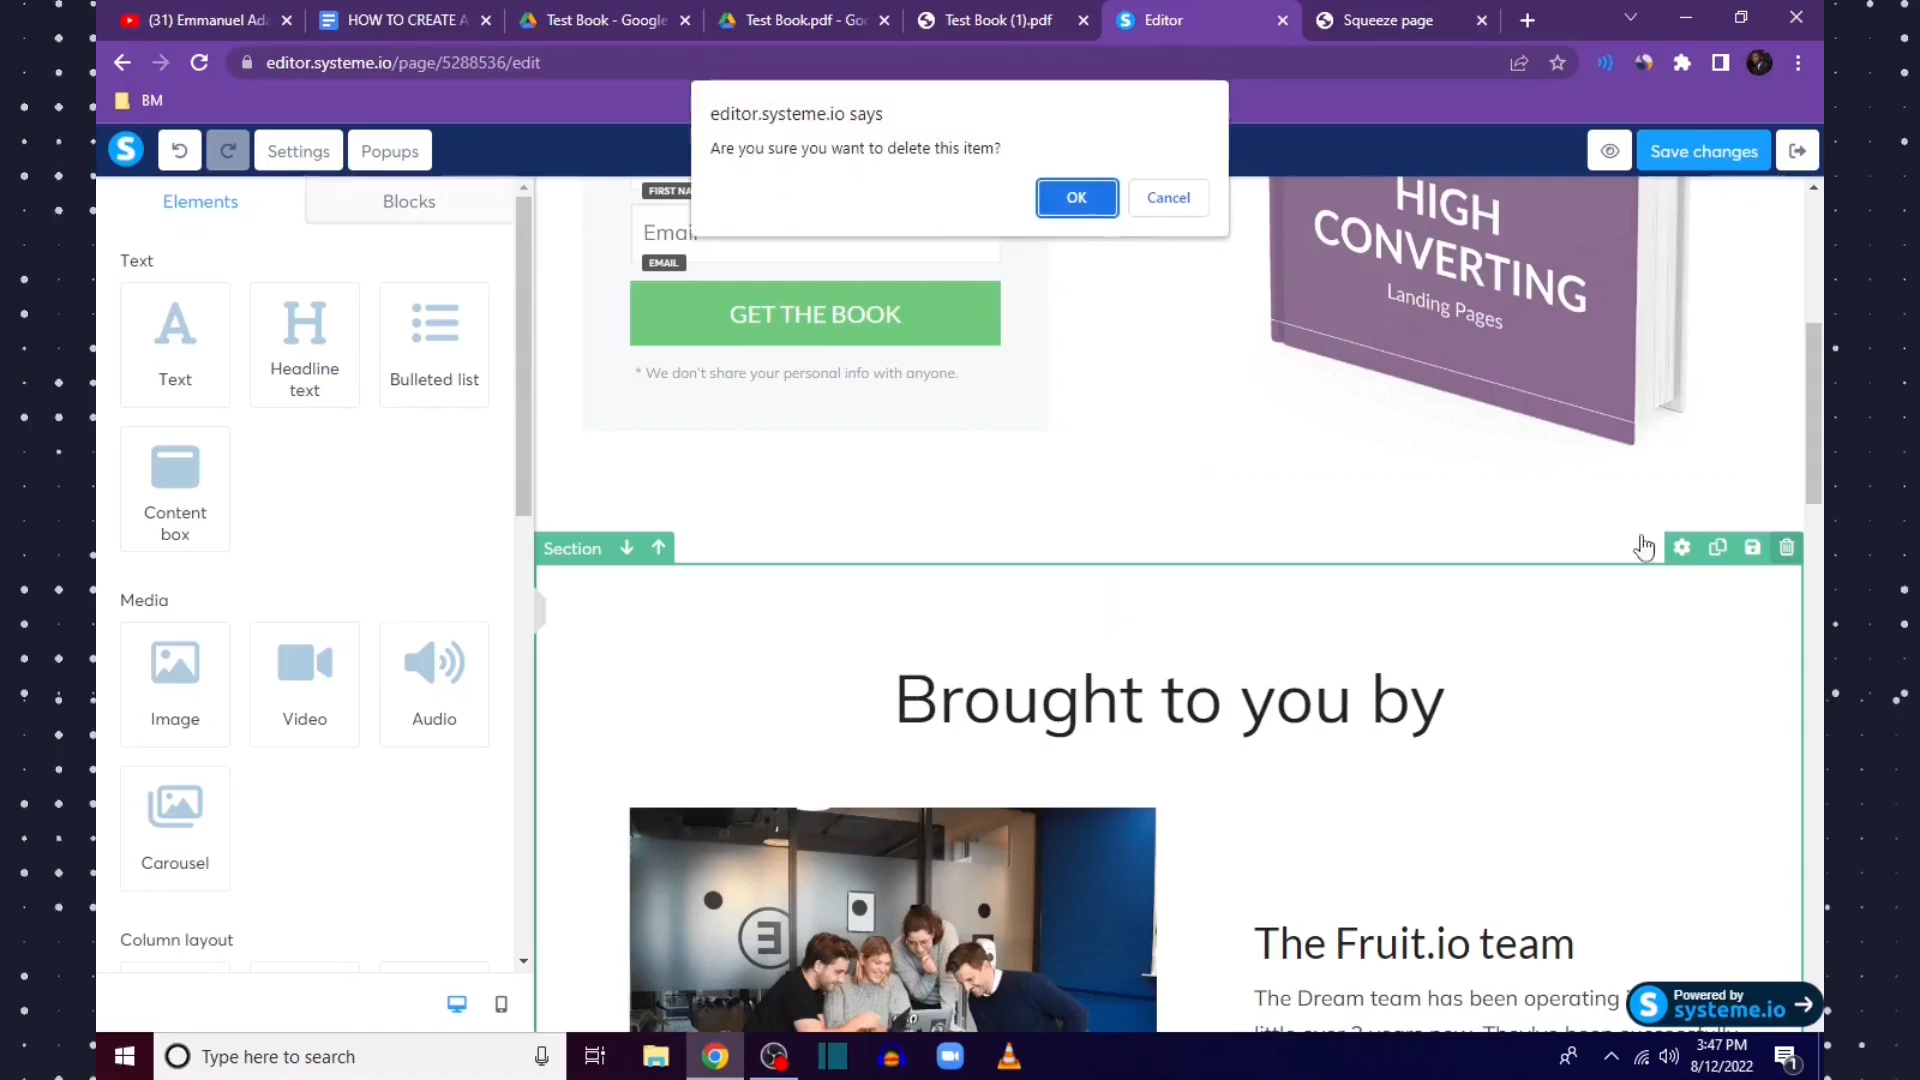 (31) Emmanuel Ada
HOW TO CREATE A
Test Book - Google
Test Book.pdf - Goo
Test Book (1).pdf
Editor
Squeeze page
editor.systeme.io/page/5288536/edit
BM
editor.systeme.io says
Are you sure you want to delete this item?
OK
Cancel
S
Settings
Popups
Save changes
Elements
Blocks
FIRST NA
Email
EMAIL
GET THE BOOK
* We don't share your personal info with anyone.
HIGH
CONVERTING
Landing Pages
Text
Text
Headline
text
Bulleted list
Content
box
Media
Image
Video
Audio
Carousel
Column layout
Section
Brought to you by
The Fruit.io team
The Dream team has been operating
Powered by
systeme.io
Type here to search
3:47 PM
8/12/2022
1